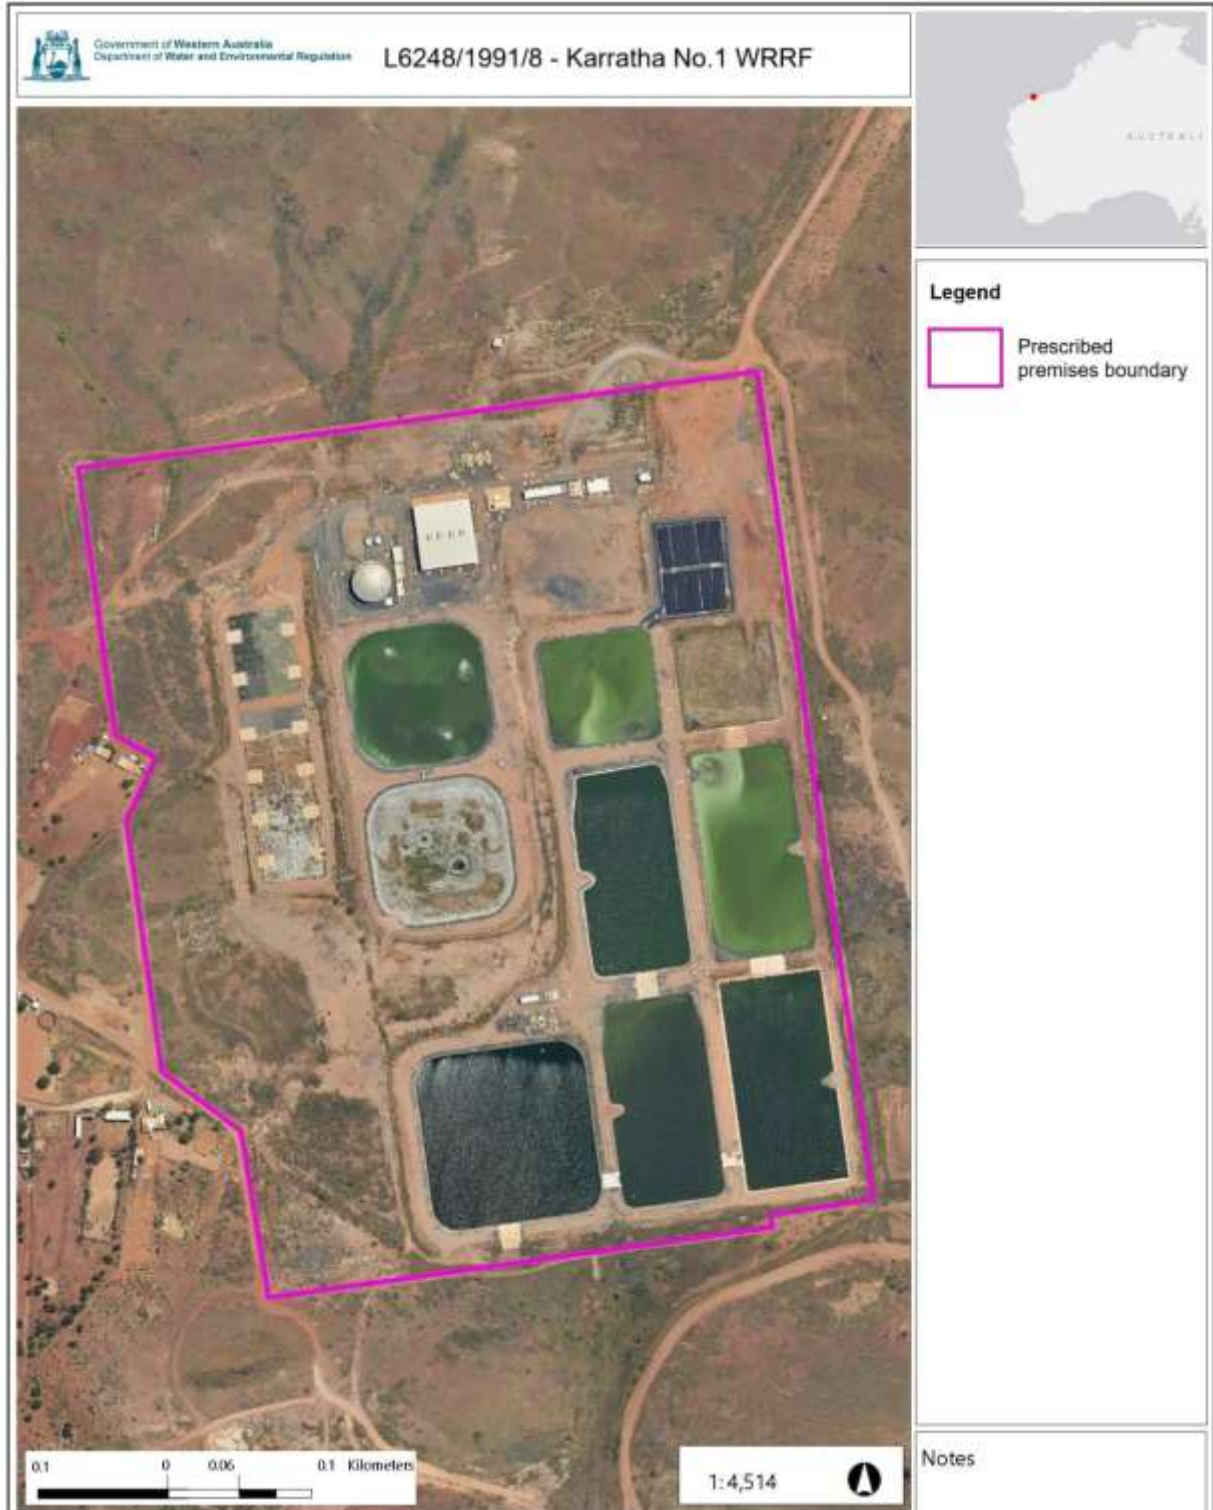 Government of Western Australia
Department of Water and Environmental Regulation
L6248/1991/8 - Karratha No.1 WRRF
AUSTRALI
Legend
Prescribed
premises boundary
0.1 0 0.06 0.1 Kilometers
1:4,514
Notes